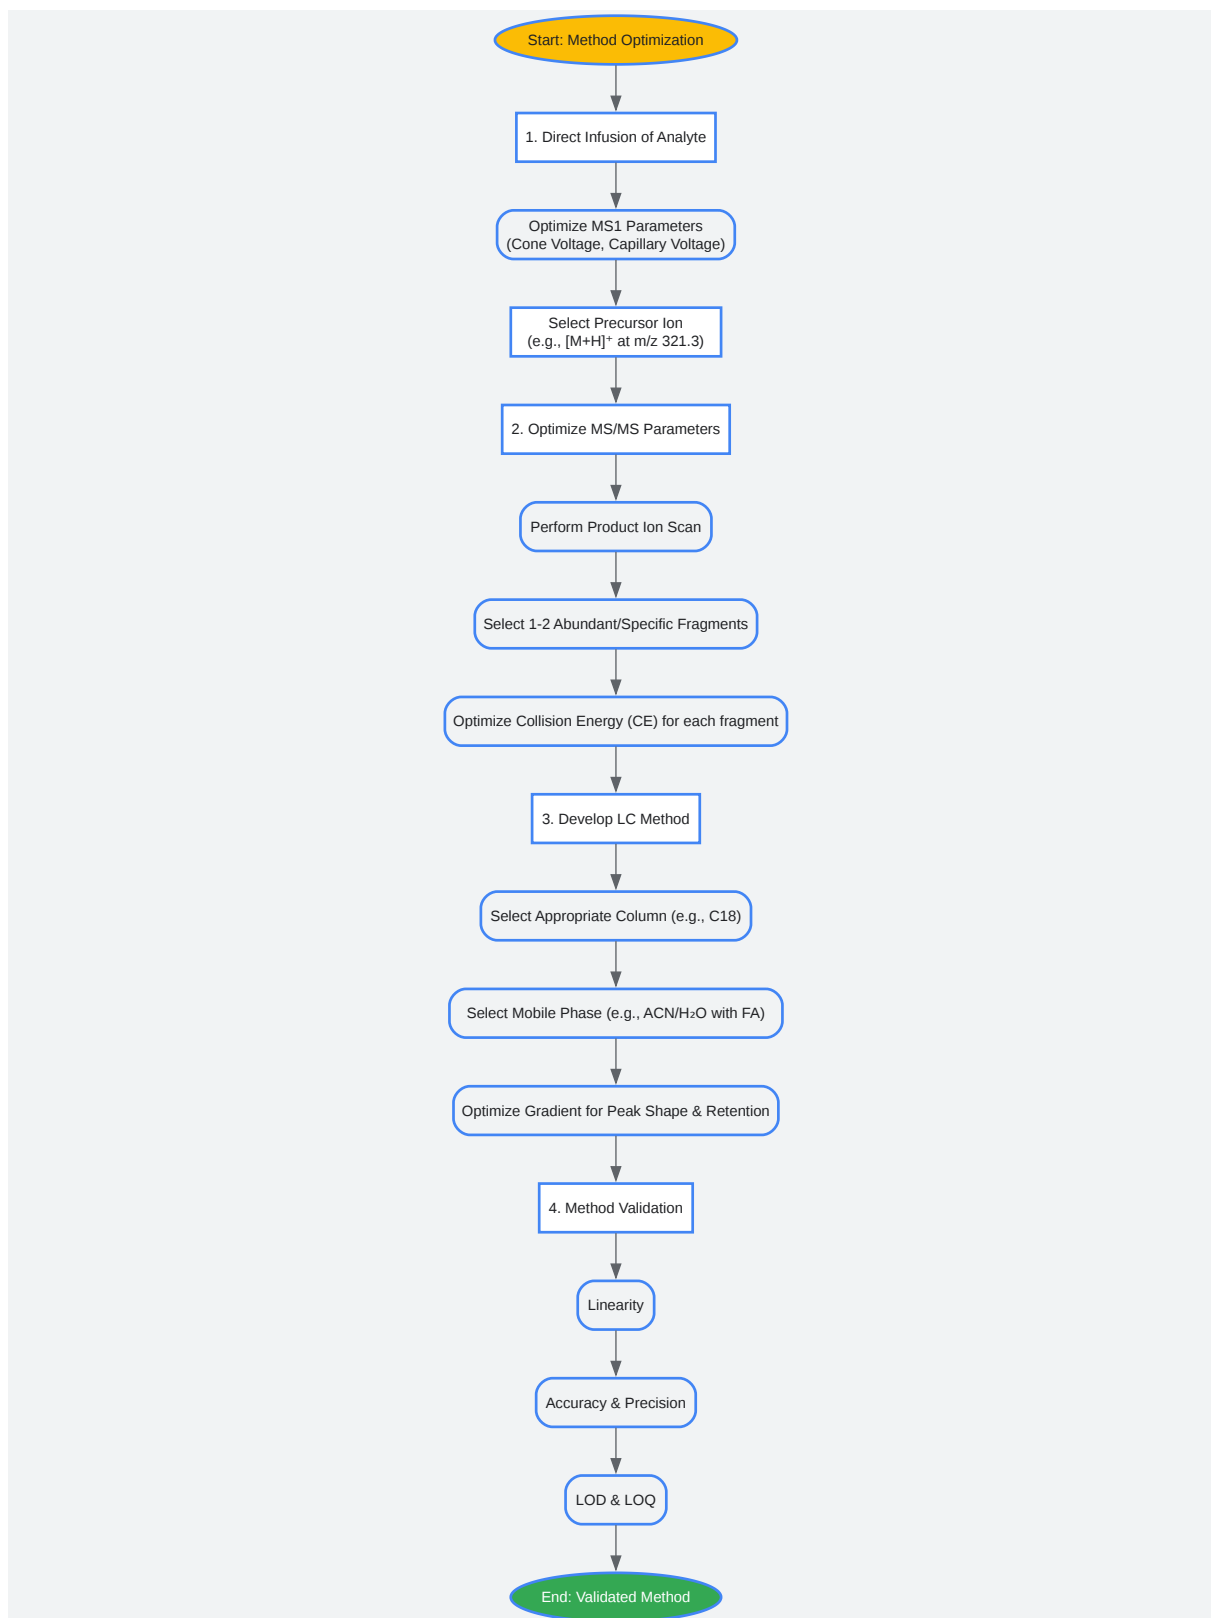 Start: Method Optimization
1. Direct Infusion of Analyte
Optimize MS1 Parameters
(Cone Voltage, Capillary Voltage)
Select Precursor Ion
(e.g., [M+H]⁺ at m/z 321.3)
2. Optimize MS/MS Parameters
Perform Product Ion Scan
Select 1-2 Abundant/Specific Fragments
Optimize Collision Energy (CE) for each fragment
3. Develop LC Method
Select Appropriate Column (e.g., C18)
Select Mobile Phase (e.g., ACN/H₂O with FA)
Optimize Gradient for Peak Shape & Retention
4. Method Validation
Linearity
Accuracy & Precision
LOD & LOQ
End: Validated Method